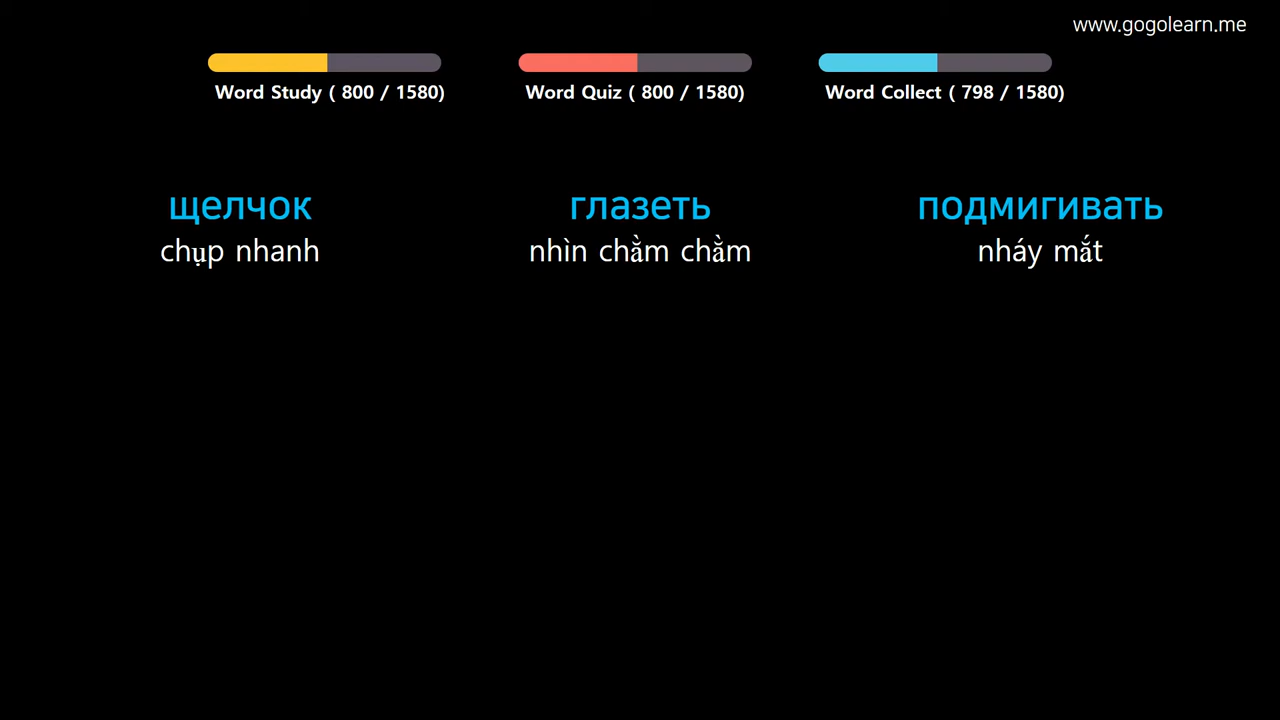 www.gogolearn.me
Word Study ( 800 / 1580)
Word Quiz ( 800 / 1580)
Word Collect ( 798 / 1580)
щелчок
chụp nhanh
глазеть
nhìn chằm chằm
подмигивать
nháy mắt